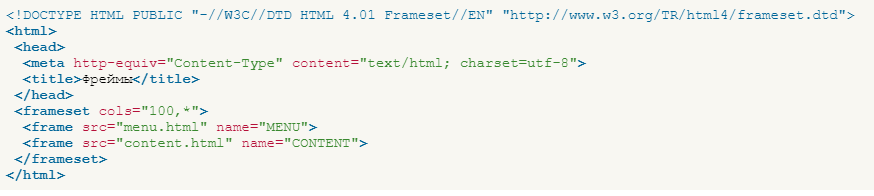 <!DOCTYPE HTML PUBLIC "-//W3C//DTD HTML 4.01 Frameset//EN" "http://www.w3.org/TR/html4/frameset.dtd">
<html>
<head>
<meta http-equiv="Content-Type" content="text/html; charset=utf-8">
<title>Фреймы</title>
</head>
<frameset cols="100,*">
<frame src="menu.html" name="MENU">
<frame src="content.html" name="CONTENT">
</frameset>
</html>